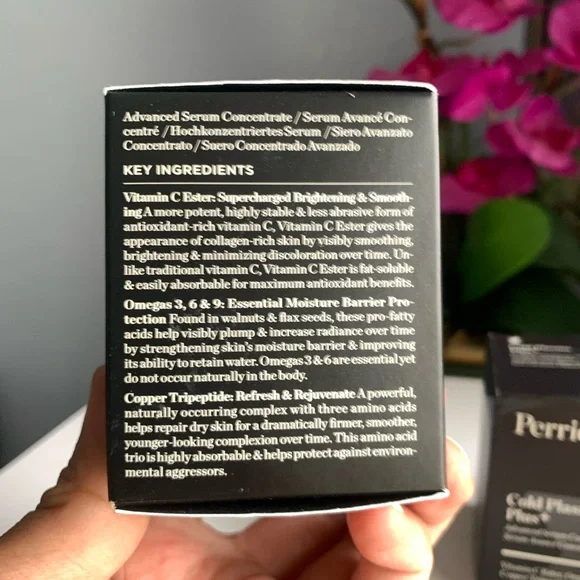 Advanced Serum Concentrate / Serum Avancé Con-
centré / Hochkonzentriertes Serum / Siero Avanzato
Concentrato / Suero Concentrado Avanzado
KEY INGREDIENTS
Vitamin C Ester: Supercharged Brightening & Smooth-
ing A more potent, highly stable & less abrasive form of
antioxidant-rich vitamin C, Vitamin C Ester gives the
appearance of collagen-rich skin by visibly smoothing,
brightening & minimizing discoloration over time. Un-
like traditional vitamin C, Vitamin C Ester is fat-soluble
& easily absorbable for maximum antioxidant benefits.
Omegas 3, 6 & 9: Essential Moisture Barrier Pro-
tection Found in walnuts & flax seeds, these pro-fatty
acids help visibly plump & increase radiance over time
by strengthening skin's moisture barrier & improving
its ability to retain water. Omegas 3 & 6 are essential yet
do not occur naturally in the body.
Copper Tripeptide: Refresh & Rejuvenate A powerful,
naturally occurring complex with three amino acids
helps repair dry skin for a dramatically firmer, smoother,
younger-looking complexion over time. This amino acid
trio is highly absorbable & helps protect against environ-
mental aggressors.
Perric
Cold Plas
Plus+